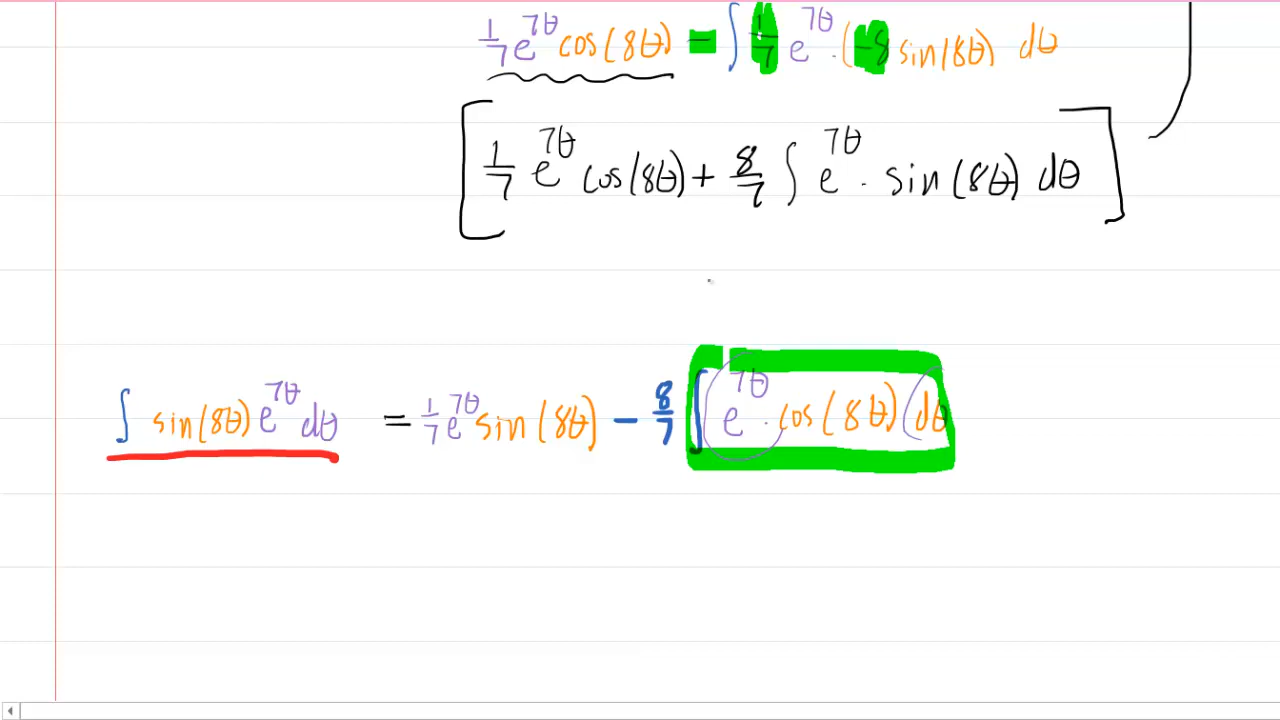 1/7 e^{7θ} cos(8θ) - ∫ 1/7 e^{7θ} · (-8 sin(8θ) dθ
[ 1/7 e^{7θ} cos(8θ) + 8/7 ∫ e^{7θ} · sin(8θ) dθ ]
∫ sin(8θ) e^{7θ} dθ = 1/7 e^{7θ} sin(8θ) - 8/7 ∫ e^{7θ} · cos(8θ) dθ